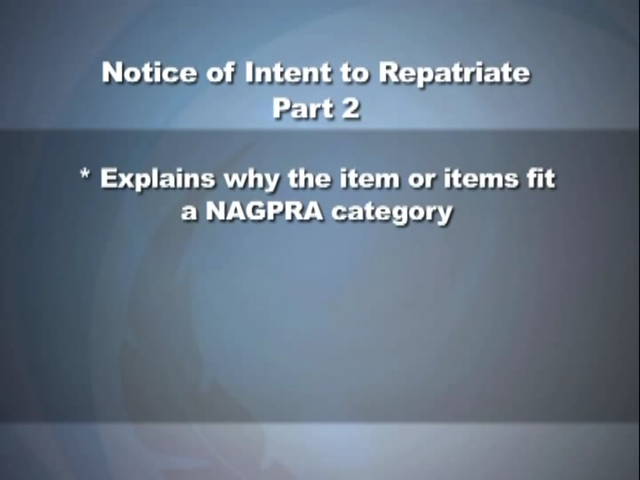 Notice of Intent to Repatriate
Part 2
* Explains why the item or items fit
a NAGPRA category